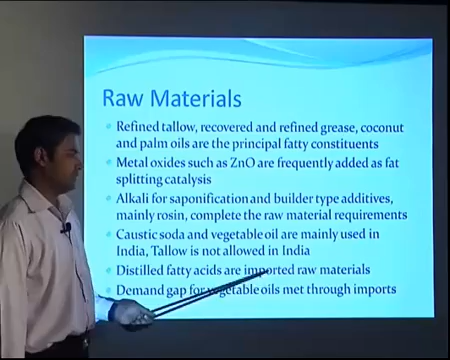 Raw Materials
Refined tallow, recovered and refined grease, coconut
and palm oils are the principal fatty constituents
Metal oxides such as ZnO are frequently added as fat
splitting catalysis
Alkali for saponification and builder type additives,
mainly rosin, complete the raw material requirements
Caustic soda and vegetable oil are mainly used in
India, Tallow is not allowed in India
Distilled fatty acids are imported raw materials
Demand gap for vegetable oils met through imports